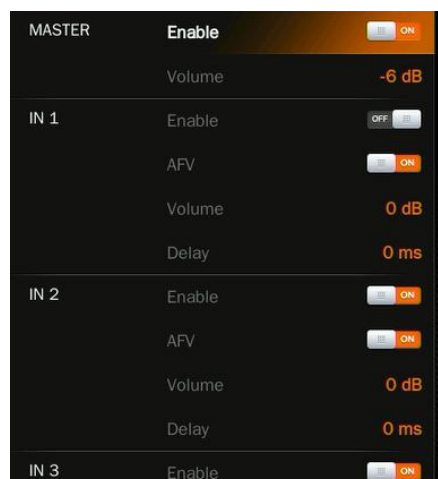 MASTER Enable ON
Volume -6 dB
IN 1 Enable OFF
AFV ON
Volume 0 dB
Delay 0 ms
IN 2 Enable ON
AFV ON
Volume 0 dB
Delay 0 ms
IN 3 Enable ON